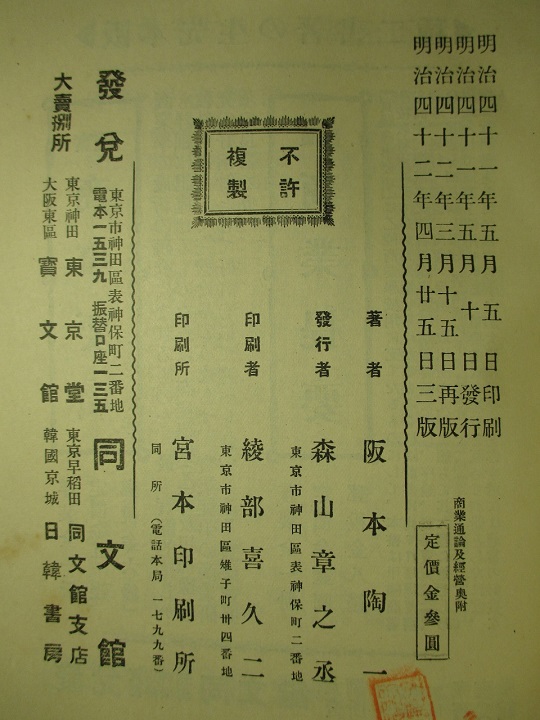 明治四十一年五月五日印刷
明治四十一年五月十日發行
明治四十二年三月十五日再版
明治四十二年四月廿五日三版
商業通論及經營奧附
定價金參圓
不許
複製
著者 阪本陶一
發行者 森山章之丞
東京市神田區表神保町二番地
印刷者 綾部喜久二
東京市神田區雉子町卅四番地
印刷所 宮本印刷所
同所 (電話本局 一七九九番)
發兌
東京市神田區表神保町二番地
電本一五三九 振替口座一三五
同文館
大賣捌所
東京神田 東京堂 東京早稻田 同文館支店
大阪東區 寶文館 韓國京城 日韓書房